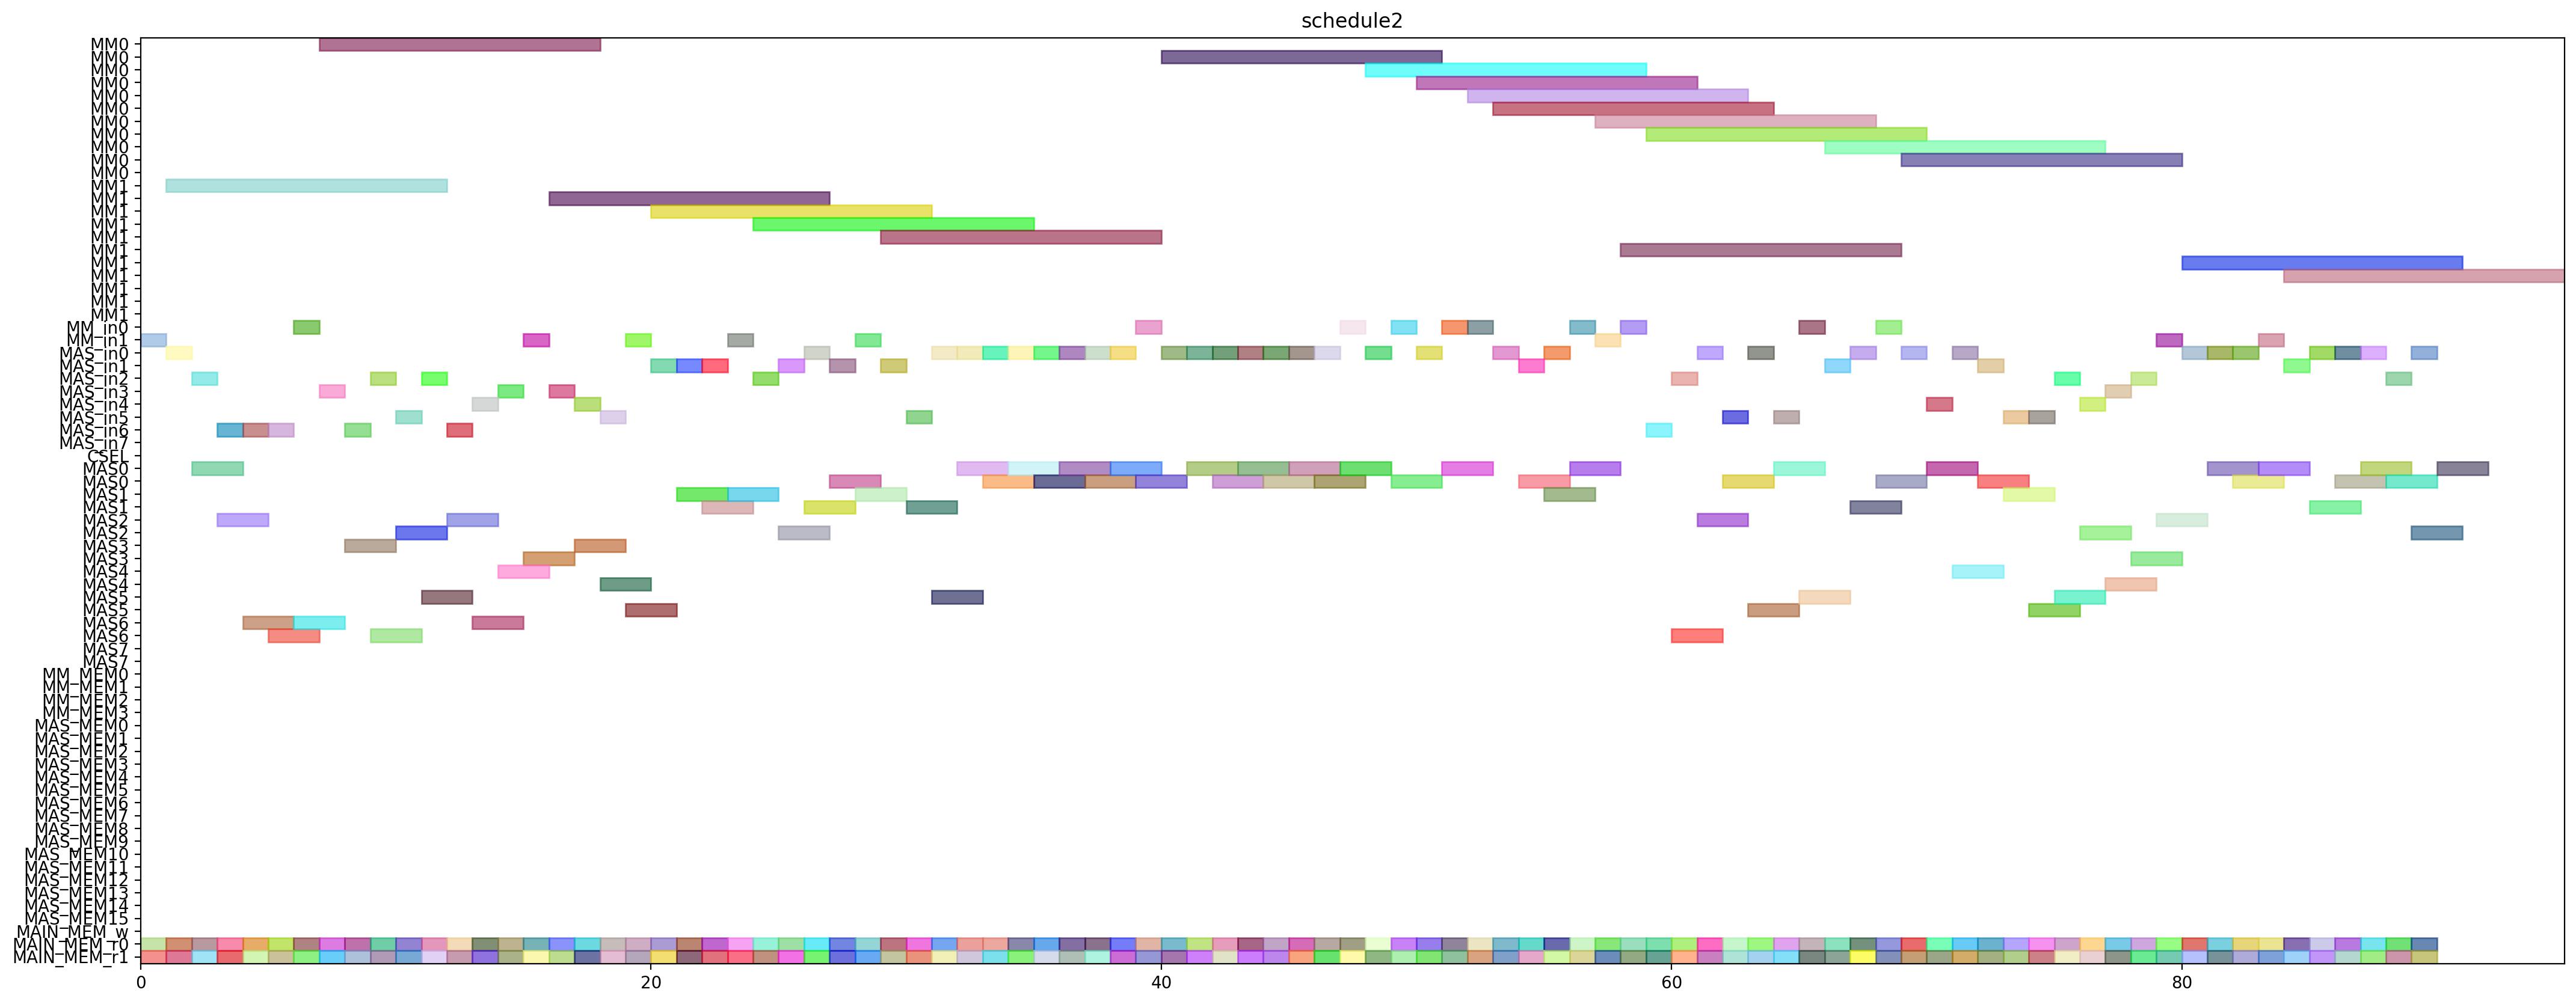 schedule2
MM0
MM0
MM0
MM0
MM0
MM0
MM0
MM0
MM0
MM0
MM0
MM1
MM1
MM1
MM1
MM1
MM1
MM1
MM1
MM1
MM1
MM1
MM_in0
MM_in1
MAS_in0
MAS_in1
MAS_in2
MAS_in3
MAS_in4
MAS_in5
MAS_in6
MAS_in7
CSEL
MAS0
MAS0
MAS1
MAS1
MAS2
MAS2
MAS3
MAS3
MAS4
MAS4
MAS5
MAS5
MAS6
MAS6
MAS7
MAS7
MM_MEM0
MM_MEM1
MM_MEM2
MM_MEM3
MAS_MEM0
MAS_MEM1
MAS_MEM2
MAS_MEM3
MAS_MEM4
MAS_MEM5
MAS_MEM6
MAS_MEM7
MAS_MEM8
MAS_MEM9
MAS_MEM10
MAS_MEM11
MAS_MEM12
MAS_MEM13
MAS_MEM14
MAS_MEM15
MAIN_MEM_w
MAIN_MEM_r0
MAIN_MEM_r1
0 20 40 60 80